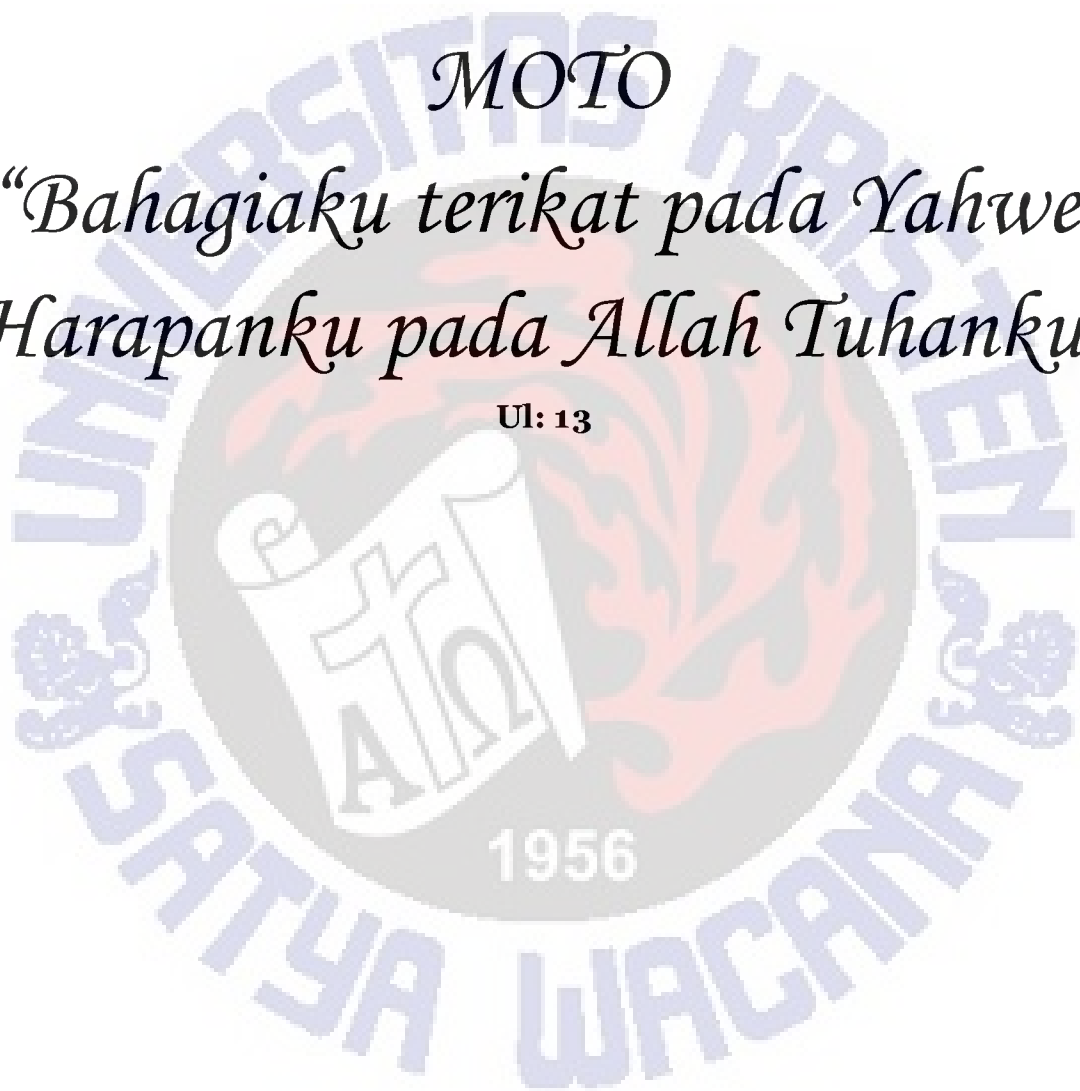 MOTO
“Bahagiaku terikat pada Yahwe
Harapanku pada Allah Tuhanku
Ul: 13
UNIVERSITAS KRISTEN
Α Ω
1956
SATYA WACANA